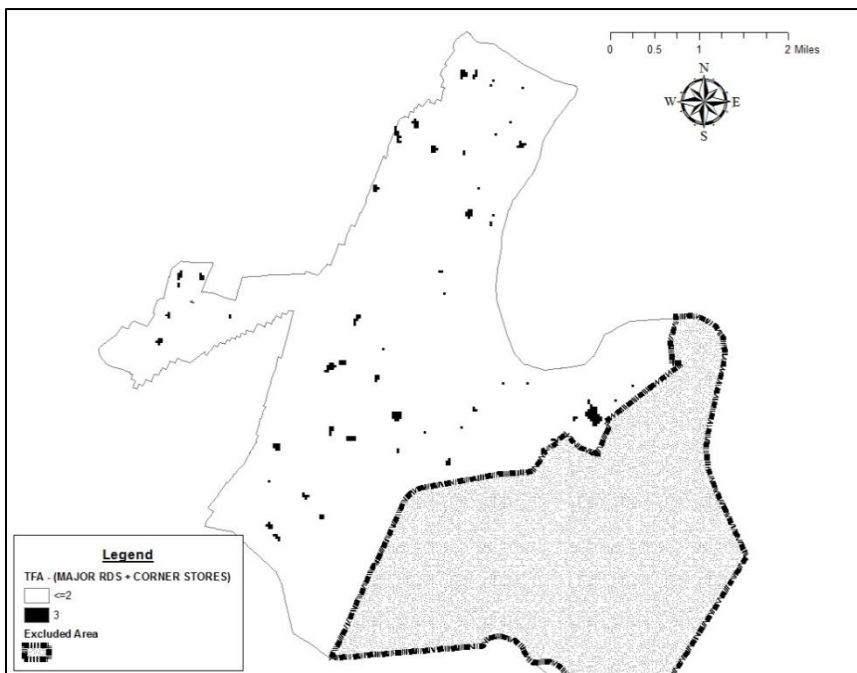 0 0.5 1 2 Miles
N
W E
S
Legend
TFA - (MAJOR RDS + CORNER STORES)
<=2
3
Excluded Area